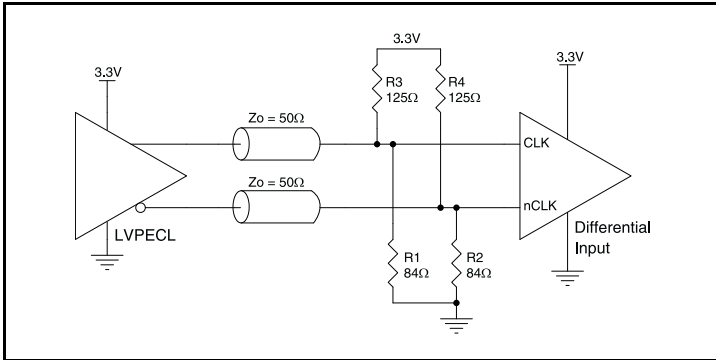 3.3V
3.3V
3.3V
R3
125Ω
R4
125Ω
Zo = 50Ω
CLK
Zo = 50Ω
nCLK
LVPECL
Differential
Input
R1
84Ω
R2
84Ω